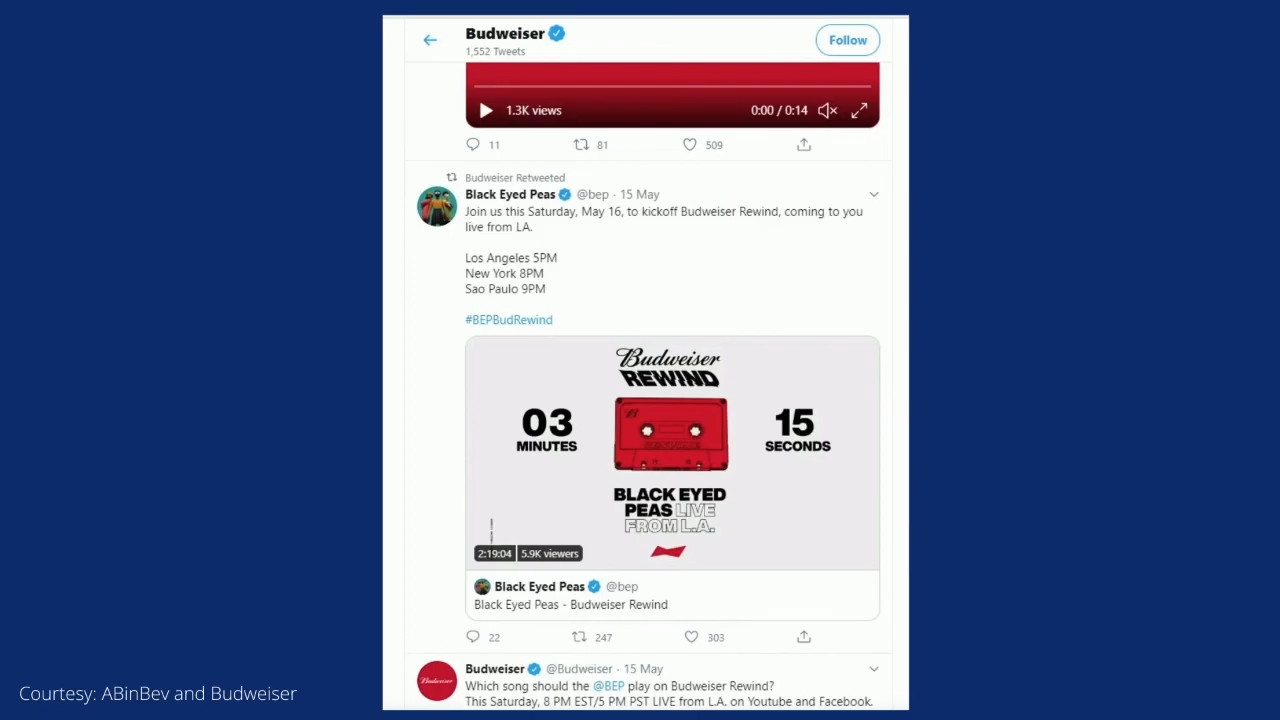 Budweiser
1,552 Tweets
Follow
1.3K views
0:00 / 0:14
11
81
509
Budweiser Retweeted
Black Eyed Peas @bep · 15 May
Join us this Saturday, May 16, to kickoff Budweiser Rewind, coming to you
live from LA.
Los Angeles 5PM
New York 8PM
Sao Paulo 9PM
#BEPBudRewind
Budweiser
REWIND
03
MINUTES
15
SECONDS
BLACK EYED
PEAS LIVE
FROM L.A.
2:19:04 5.9K viewers
Black Eyed Peas @bep
Black Eyed Peas - Budweiser Rewind
22
247
303
Budweiser @Budweiser · 15 May
Budweiser
Which song should the @BEP play on Budweiser Rewind?
This Saturday, 8 PM EST/5 PM PST LIVE from L.A. on Youtube and Facebook.
Courtesy: ABinBev and Budweiser